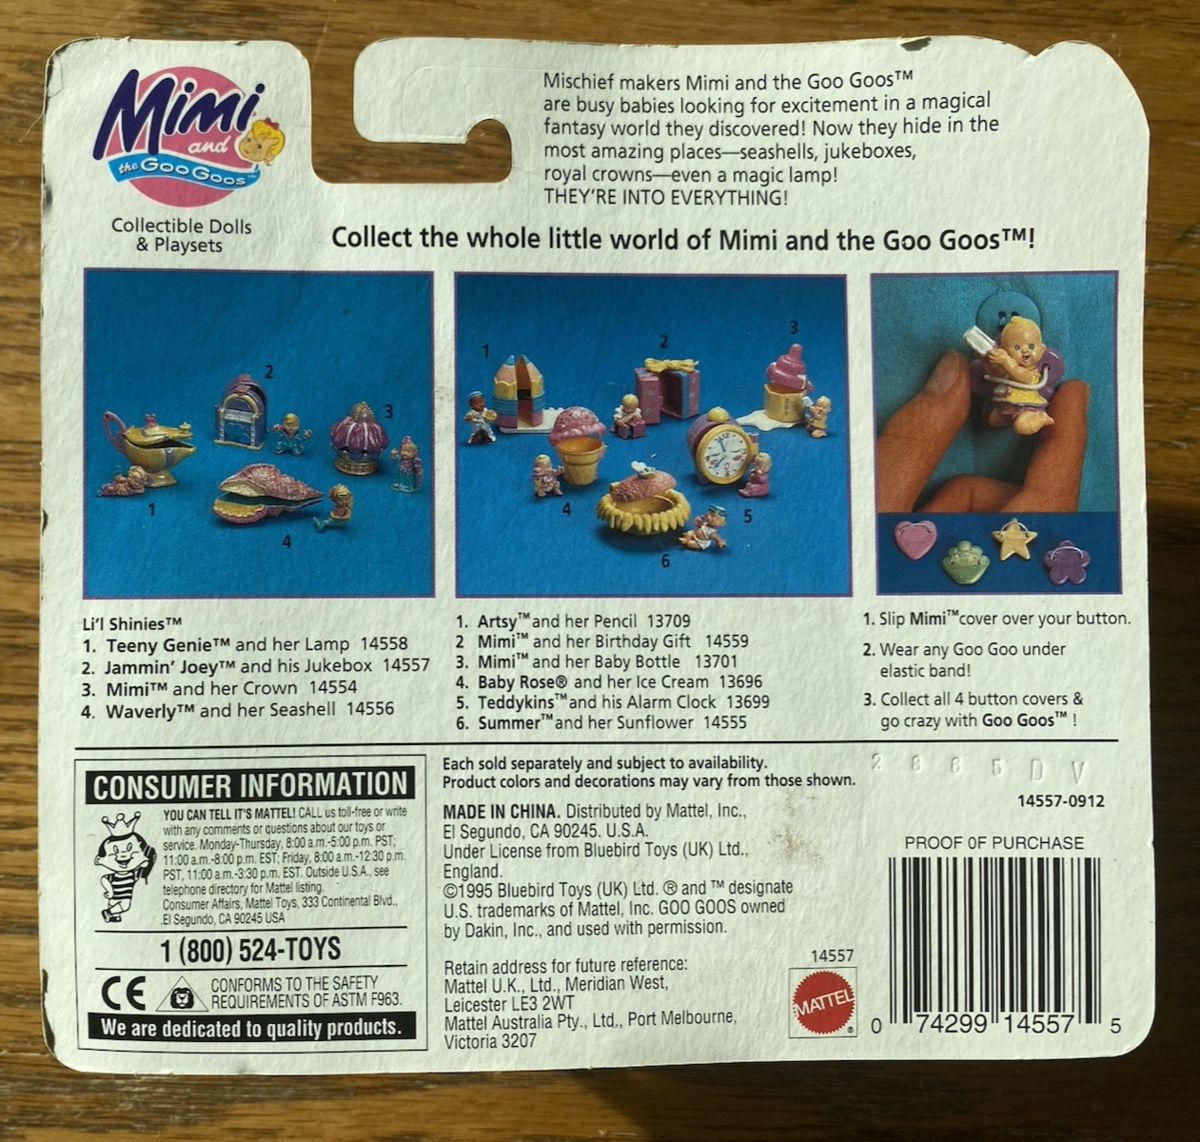 Mimi
and
the Goo Goos™
Collectible Dolls
& Playsets
Mischief makers Mimi and the Goo Goos™
are busy babies looking for excitement in a magical
fantasy world they discovered! Now they hide in the
most amazing places—seashells, jukeboxes,
royal crowns—even a magic lamp!
THEY'RE INTO EVERYTHING!
Collect the whole little world of Mimi and the Goo Goos™!
1
2
3
4
1
2
3
4
5
6
Li'l Shinies™
1. Teeny Genie™ and her Lamp 14558
2. Jammin' Joey™ and his Jukebox 14557
3. Mimi™ and her Crown 14554
4. Waverly™ and her Seashell 14556
1. Artsy™ and her Pencil 13709
2 Mimi™ and her Birthday Gift 14559
3. Mimi™ and her Baby Bottle 13701
4. Baby Rose® and her Ice Cream 13696
5. Teddykins™ and his Alarm Clock 13699
6. Summer™ and her Sunflower 14555
1. Slip Mimi™ cover over your button.
2. Wear any Goo Goo under
elastic band!
3. Collect all 4 button covers &
go crazy with Goo Goos™ !
CONSUMER INFORMATION
YOU CAN TELL IT'S MATTEL! CALL us toll-free or write
with any comments or questions about our toys or
service. Monday-Thursday, 8:00 a.m.-5:00 p.m. PST;
11:00 a.m.-8:00 p.m. EST; Friday, 8:00 a.m.-12:30 p.m.
PST, 11:00 a.m.-3:30 p.m. EST. Outside U.S.A., see
telephone directory for Mattel listing.
Consumer Affairs, Mattel Toys, 333 Continental Blvd.,
El Segundo, CA 90245 USA
1 (800) 524-TOYS
CE
CONFORMS TO THE SAFETY
REQUIREMENTS OF ASTM F963.
We are dedicated to quality products.
Each sold separately and subject to availability.
Product colors and decorations may vary from those shown.
MADE IN CHINA. Distributed by Mattel, Inc.,
El Segundo, CA 90245. U.S.A.
Under License from Bluebird Toys (UK) Ltd.,
England.
©1995 Bluebird Toys (UK) Ltd. ® and ™ designate
U.S. trademarks of Mattel, Inc. GOO GOOS owned
by Dakin, Inc., and used with permission.
Retain address for future reference:
Mattel U.K., Ltd., Meridian West,
Leicester LE3 2WT
Mattel Australia Pty., Ltd., Port Melbourne,
Victoria 3207
14557
MATTEL®
14557-0912
PROOF OF PURCHASE
0 74299 14557 5